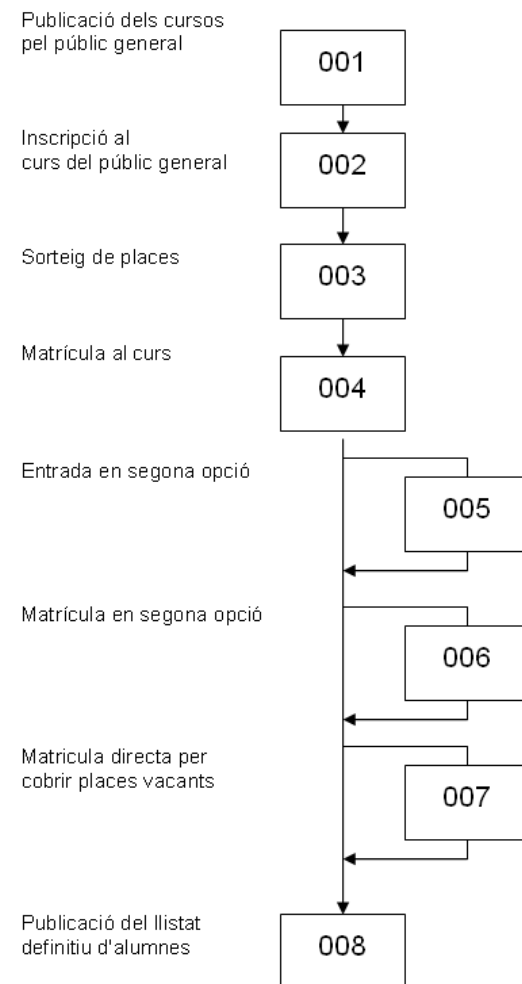 Publicació dels cursos
pel públic general
001
Inscripció al
curs del públic general
002
Sorteig de places
003
Matrícula al curs
004
Entrada en segona opció
005
Matrícula en segona opció
006
Matricula directa per
cobrir places vacants
007
Publicació del llistat
definitiu d'alumnes
008